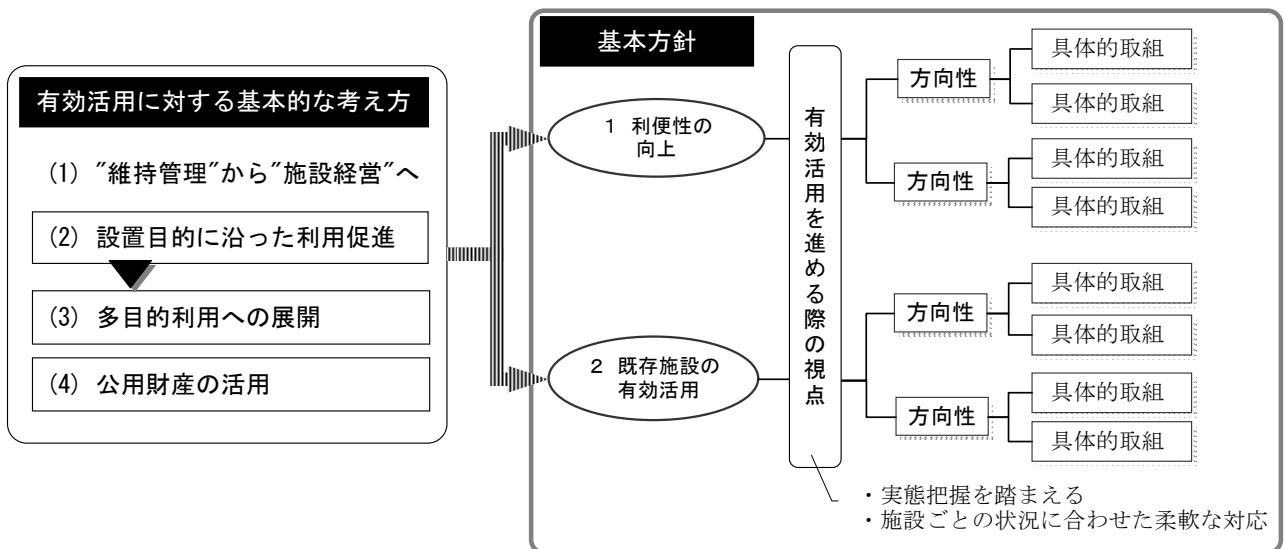 有効活用に対する基本的な考え方
(1) ″維持管理″から″施設経営″へ
(2) 設置目的に沿った利用促進
(3) 多目的利用への展開
(4) 公用財産の活用
基本方針
1 利便性の
向上
2 既存施設の
有効活用
有効活用を進める際の視点
方向性
具体的取組
具体的取組
方向性
具体的取組
具体的取組
方向性
具体的取組
具体的取組
方向性
具体的取組
具体的取組
・実態把握を踏まえる
・施設ごとの状況に合わせた柔軟な対応